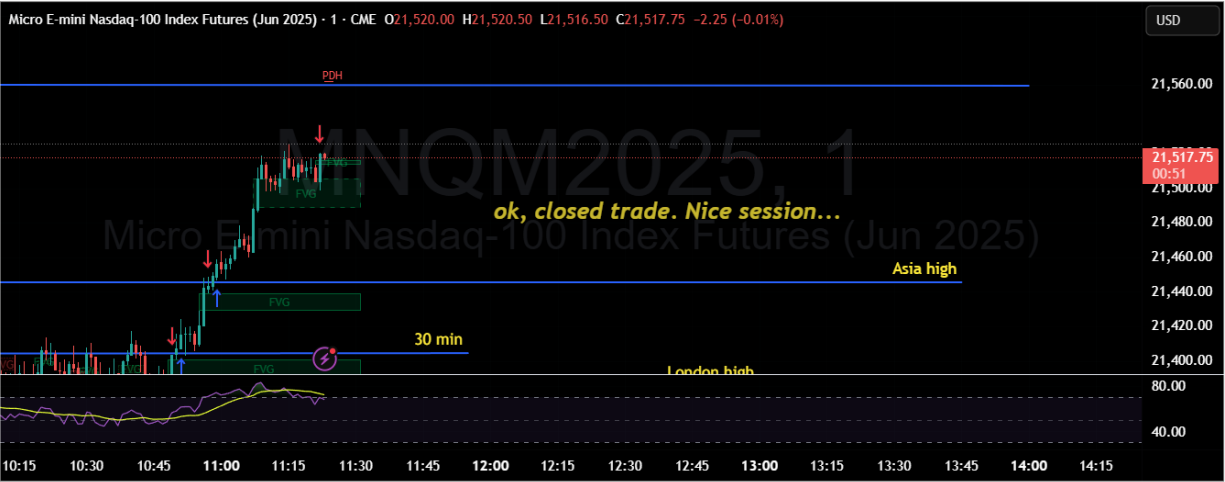 Micro E-mini Nasdaq-100 Index Futures (Jun 2025) · 1 · CME O21,520.00 H21,520.50 L21,516.50 C21,517.75 −2.25 (−0.01%)
USD
PDH
21,560.00
MNQM2025, 1
Micro E-mini Nasdaq-100 Index Futures (Jun 2025)
FVG
21,517.75
00:51
FVG
21,500.00
ok, closed trade. Nice session...
21,480.00
21,460.00
Asia high
21,440.00
FVG
21,420.00
30 min
21,400.00
FVG
London high
80.00
40.00
10:15 10:30 10:45 11:00 11:15 11:30 11:45 12:00 12:15 12:30 12:45 13:00 13:15 13:30 13:45 14:00 14:15